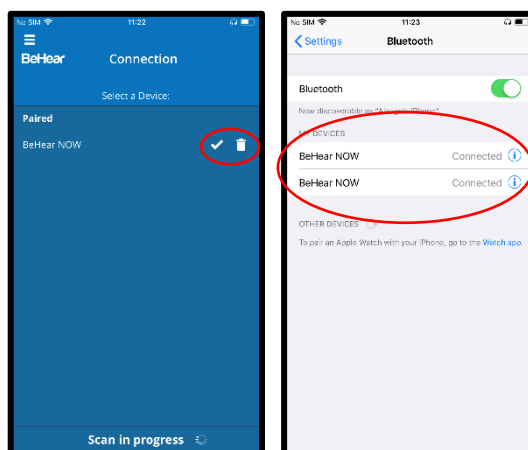 No SIM 11:22
BeHear Connection
Select a Device:
Paired
BeHear NOW
Scan in progress
No SIM 11:23
Settings Bluetooth
Bluetooth
Now discoverable as iPhone".
MY DEVICES
BeHear NOW Connected
BeHear NOW Connected
OTHER DEVICES
To pair an Apple Watch with your iPhone, go to the Watch app.